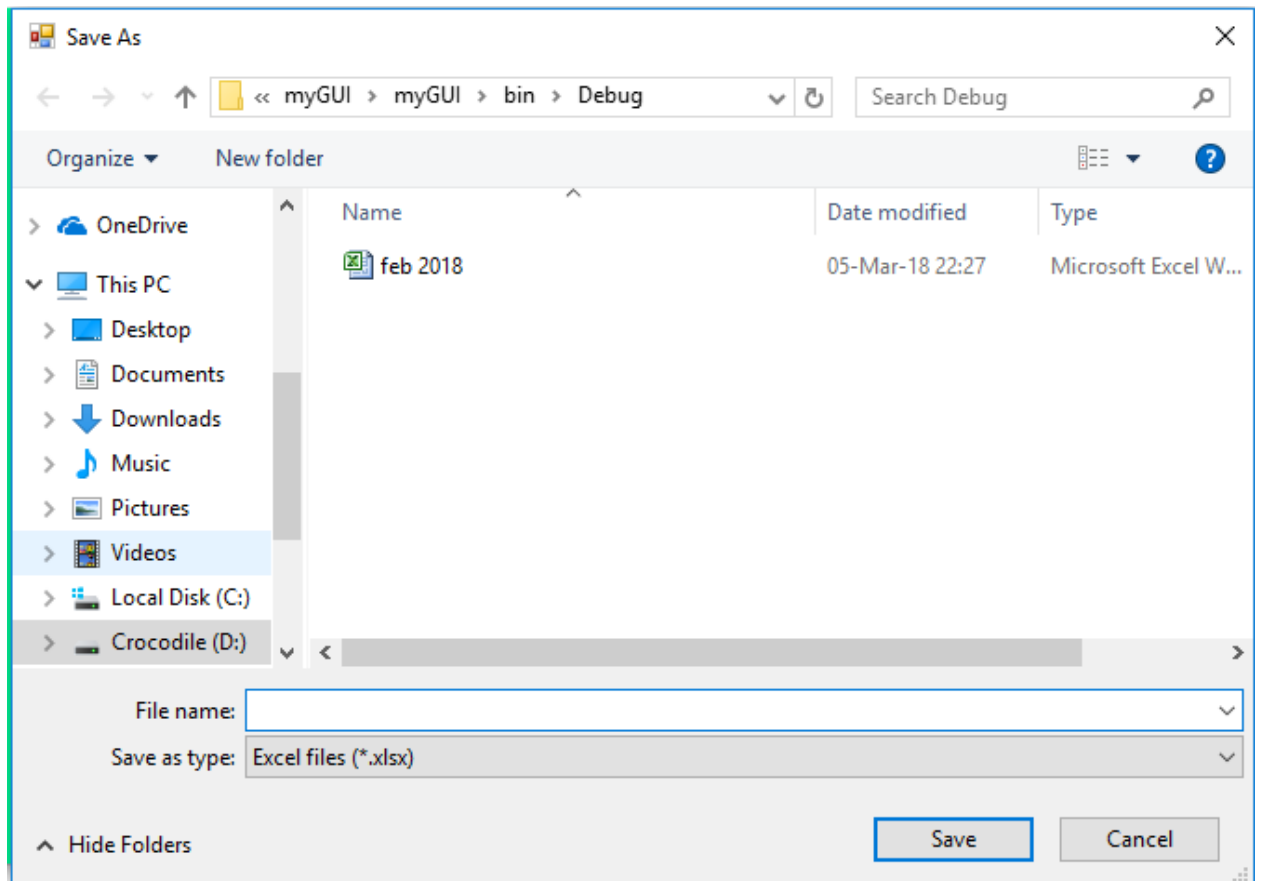 Save As
« myGUI > myGUI > bin > Debug
Search Debug
Organize
New folder
Name
Date modified
Type
OneDrive
This PC
Desktop
Documents
Downloads
Music
Pictures
Videos
Local Disk (C:)
Crocodile (D:)
feb 2018
05-Mar-18 22:27
Microsoft Excel W...
File name:
Save as type: Excel files (*.xlsx)
Hide Folders
Save
Cancel